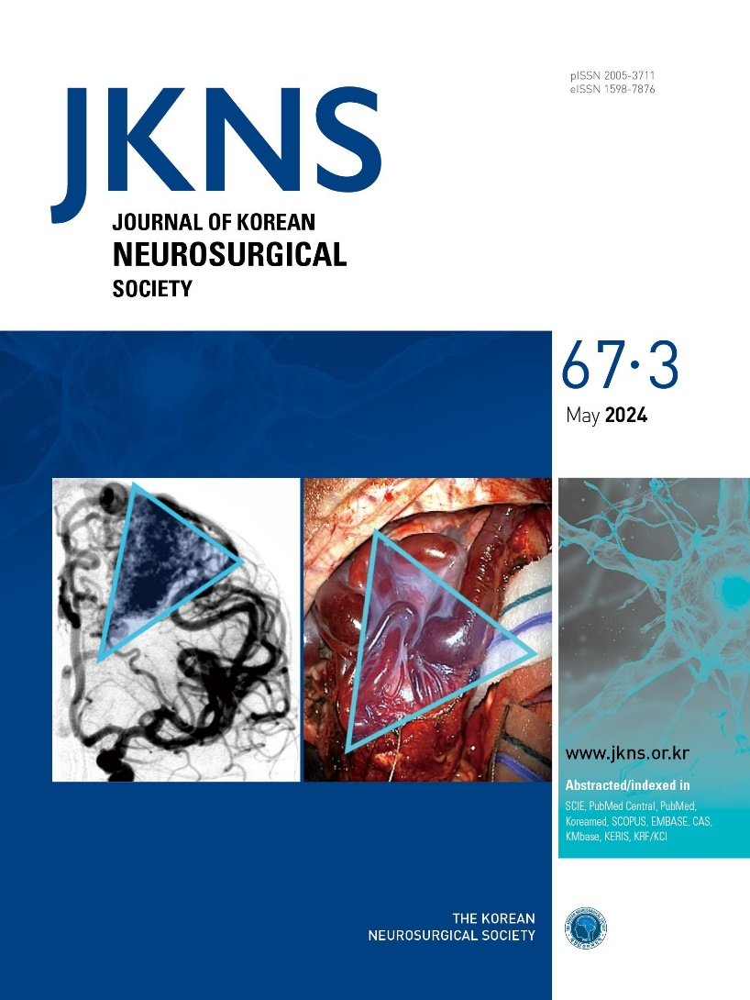 pISSN 2005-3711
eISSN 1598-7876
JKNS
JOURNAL OF KOREAN
NEUROSURGICAL
SOCIETY
67·3
May 2024
www.jkns.or.kr
Abstracted/indexed in
SCIE, PubMed Central, PubMed,
Koreamed, SCOPUS, EMBASE, CAS,
KMbase, KERIS, KRF/KCI
THE KOREAN
NEUROSURGICAL SOCIETY